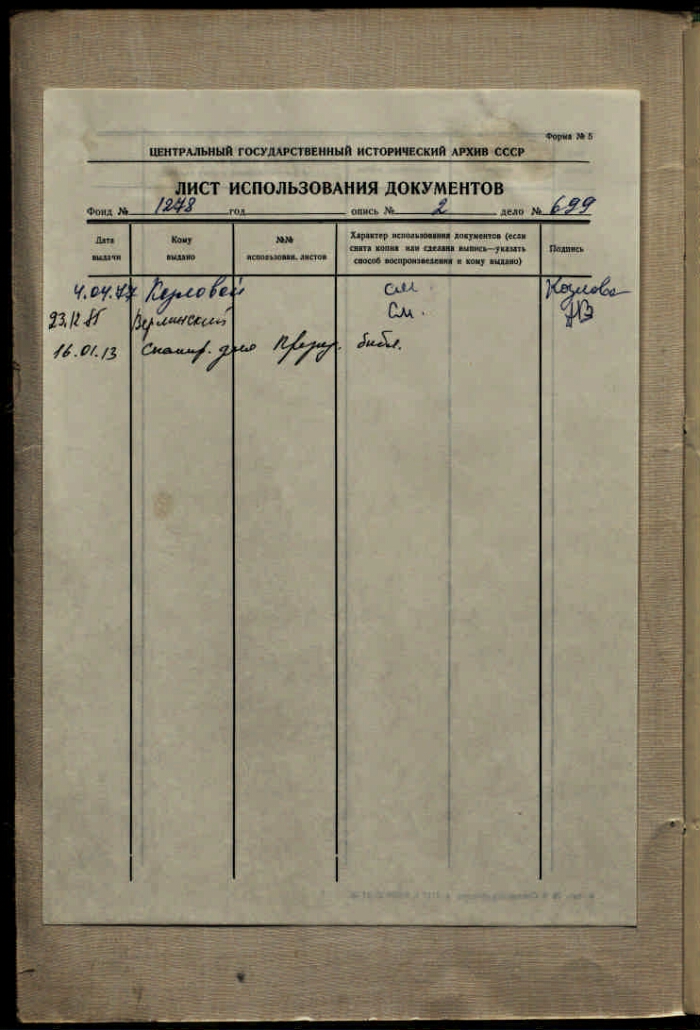 Форма № 5
ЦЕНТРАЛЬНЫЙ ГОСУДАРСТВЕННЫЙ ИСТОРИЧЕСКИЙ АРХИВ СССР
ЛИСТ ИСПОЛЬЗОВАНИЯ ДОКУМЕНТОВ
Фонд № 1278 год опись № 2 дело № 699
Дата выдачи
Кому выдано
№№ использован. листов
Характер использования документов (если снята копия или сделана выпись—указать способ воспроизведения и кому выдано)
Подпись
4.04.77 Козловой см. Козлова
23.12.85 Верлинский См.
16.01.13 Сканир. для Презид. библ.